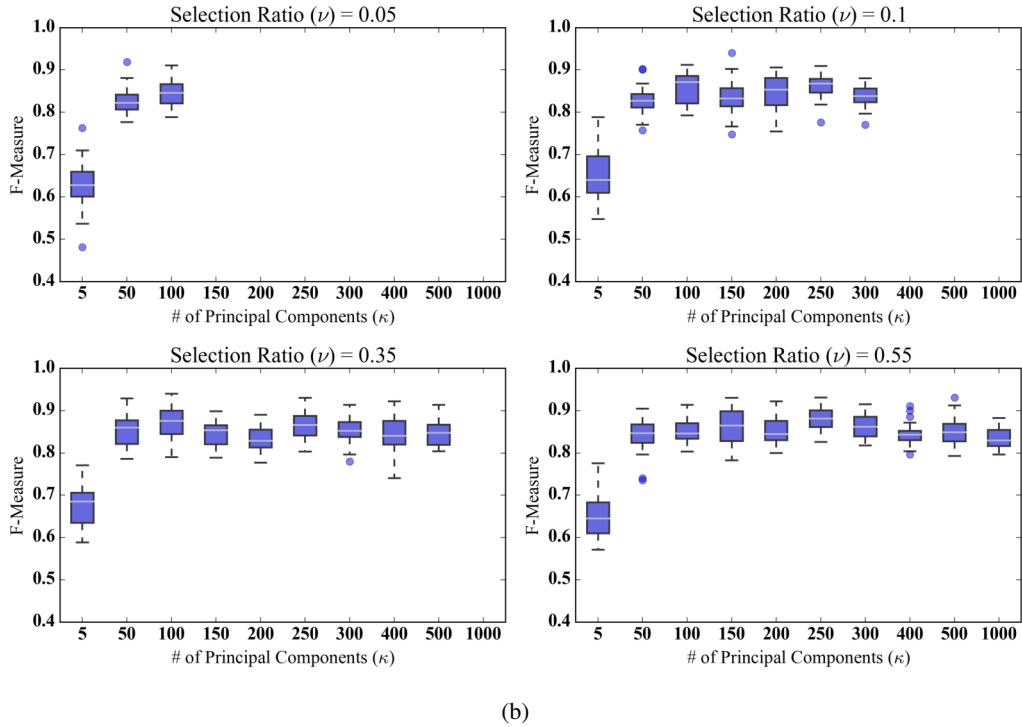 Selection Ratio (ν) = 0.05
1.0
0.9
0.8
0.7
0.6
0.5
0.4
F-Measure
5 50 100 150 200 250 300 400 500 1000
# of Principal Components (κ)
Selection Ratio (ν) = 0.1
1.0
0.9
0.8
0.7
0.6
0.5
0.4
F-Measure
5 50 100 150 200 250 300 400 500 1000
# of Principal Components (κ)
Selection Ratio (ν) = 0.35
1.0
0.9
0.8
0.7
0.6
0.5
0.4
F-Measure
5 50 100 150 200 250 300 400 500 1000
# of Principal Components (κ)
Selection Ratio (ν) = 0.55
1.0
0.9
0.8
0.7
0.6
0.5
0.4
F-Measure
5 50 100 150 200 250 300 400 500 1000
# of Principal Components (κ)
(b)